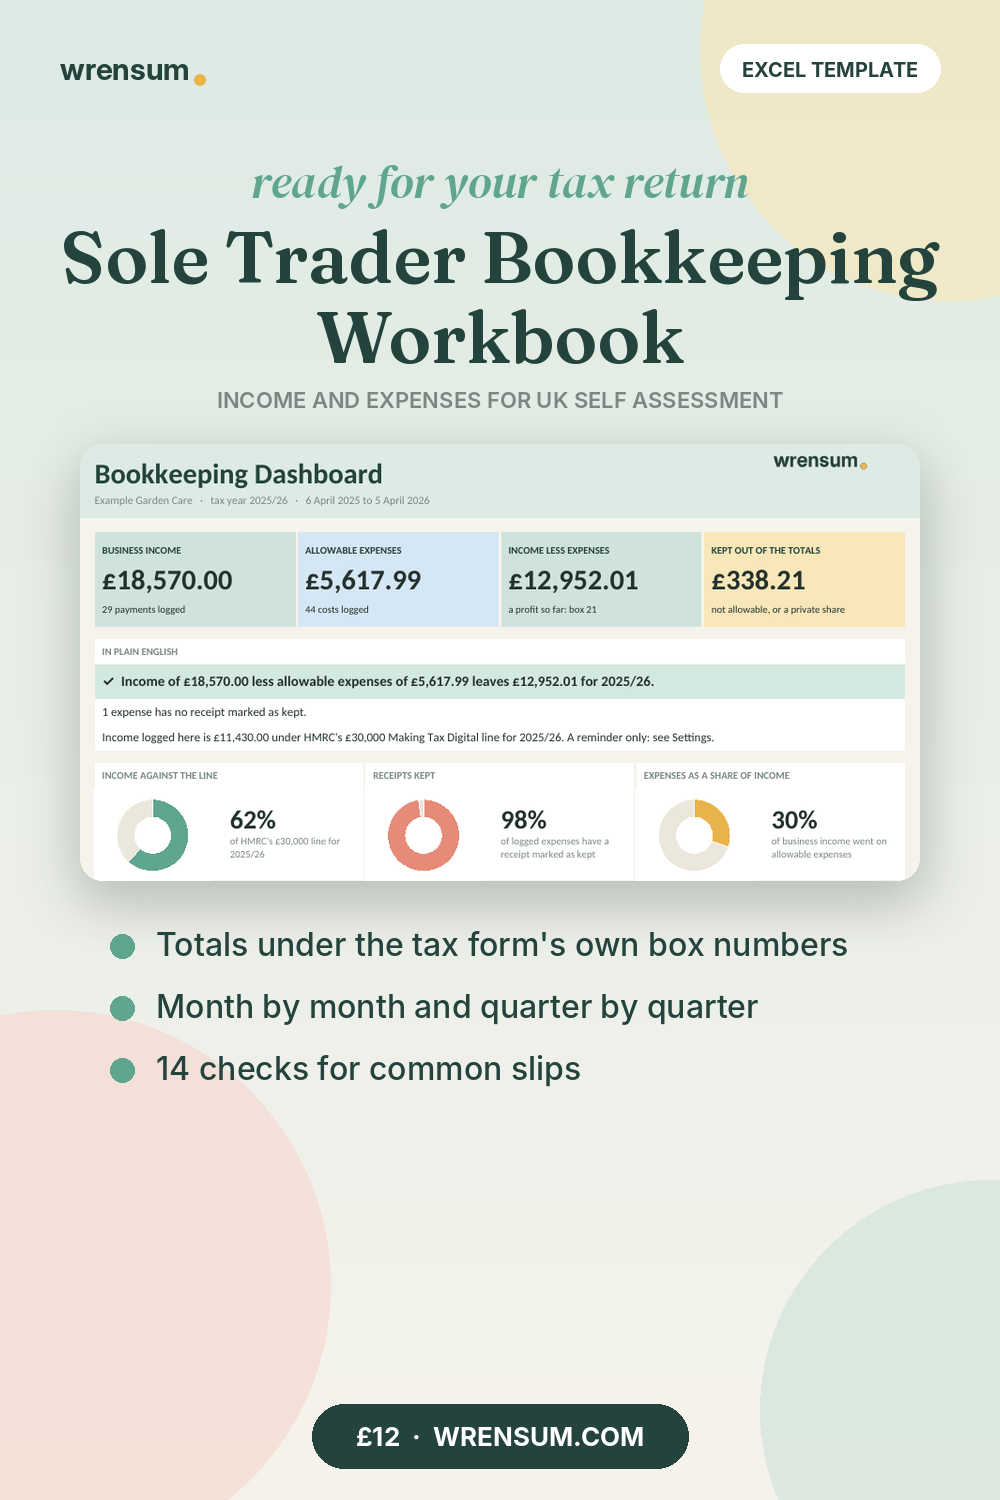 wrensum.
EXCEL TEMPLATE
ready for your tax return
Sole Trader Bookkeeping
Workbook
INCOME AND EXPENSES FOR UK SELF ASSESSMENT
Bookkeeping Dashboard
wrensum.
Example Garden Care · tax year 2025/26 · 6 April 2025 to 5 April 2026
BUSINESS INCOME
£18,570.00
29 payments logged
ALLOWABLE EXPENSES
£5,617.99
44 costs logged
INCOME LESS EXPENSES
£12,952.01
a profit so far: box 21
KEPT OUT OF THE TOTALS
£338.21
not allowable, or a private share
IN PLAIN ENGLISH
✓ Income of £18,570.00 less allowable expenses of £5,617.99 leaves £12,952.01 for 2025/26.
1 expense has no receipt marked as kept.
Income logged here is £11,430.00 under HMRC's £30,000 Making Tax Digital line for 2025/26. A reminder only: see Settings.
INCOME AGAINST THE LINE
62%
of HMRC's £30,000 line for
2025/26
RECEIPTS KEPT
98%
of logged expenses have a
receipt marked as kept
EXPENSES AS A SHARE OF INCOME
30%
of business income went on
allowable expenses
Totals under the tax form's own box numbers
Month by month and quarter by quarter
14 checks for common slips
£12 · WRENSUM.COM